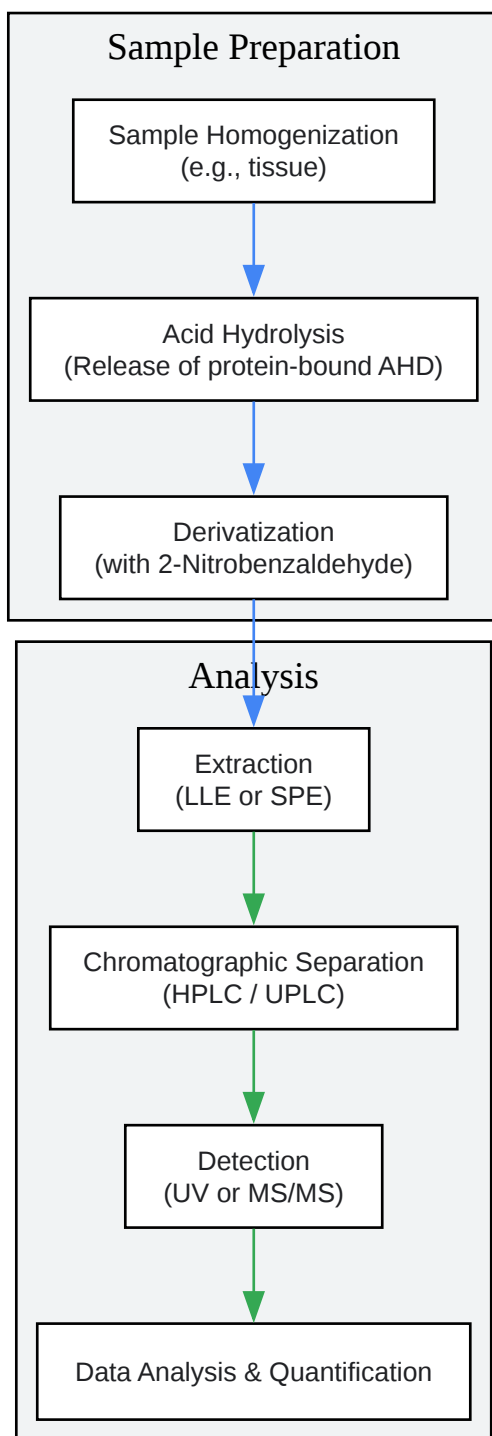 Sample Preparation
Sample Homogenization
(e.g., tissue)
Acid Hydrolysis
(Release of protein-bound AHD)
Derivatization
(with 2-Nitrobenzaldehyde)
Analysis
Extraction
(LLE or SPE)
Chromatographic Separation
(HPLC / UPLC)
Detection
(UV or MS/MS)
Data Analysis & Quantification